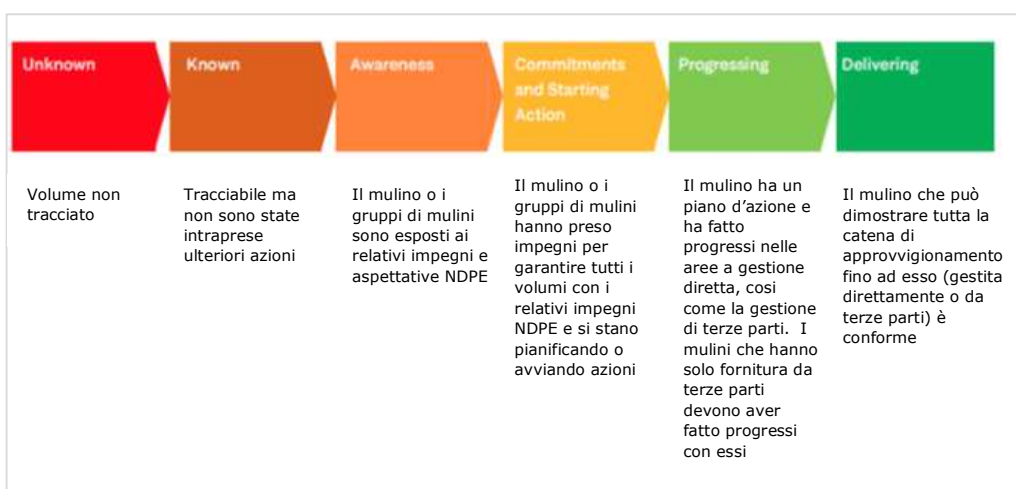 Unknown
Known
Awareness
Commitments
and Starting
Action
Progressing
Delivering
Volume non
tracciato
Tracciabile ma
non sono state
intraprese
ulteriori azioni
Il mulino o i
gruppi di mulini
sono esposti ai
relativi impegni e
aspettative NDPE
Il mulino o i
gruppi di mulini
hanno preso
impegni per
garantire tutti i
volumi con i
relativi impegni
NDPE e si stano
pianificando o
avviando azioni
Il mulino ha un
piano d'azione e
ha fatto
progressi nelle
aree a gestione
diretta, cosi
come la gestione
di terze parti. I
mulini che hanno
solo fornitura da
terze parti
devono aver
fatto progressi
con essi
Il mulino che può
dimostrare tutta la
catena di
approvvigionamento
fino ad esso (gestita
direttamente o da
terze parti) è
conforme